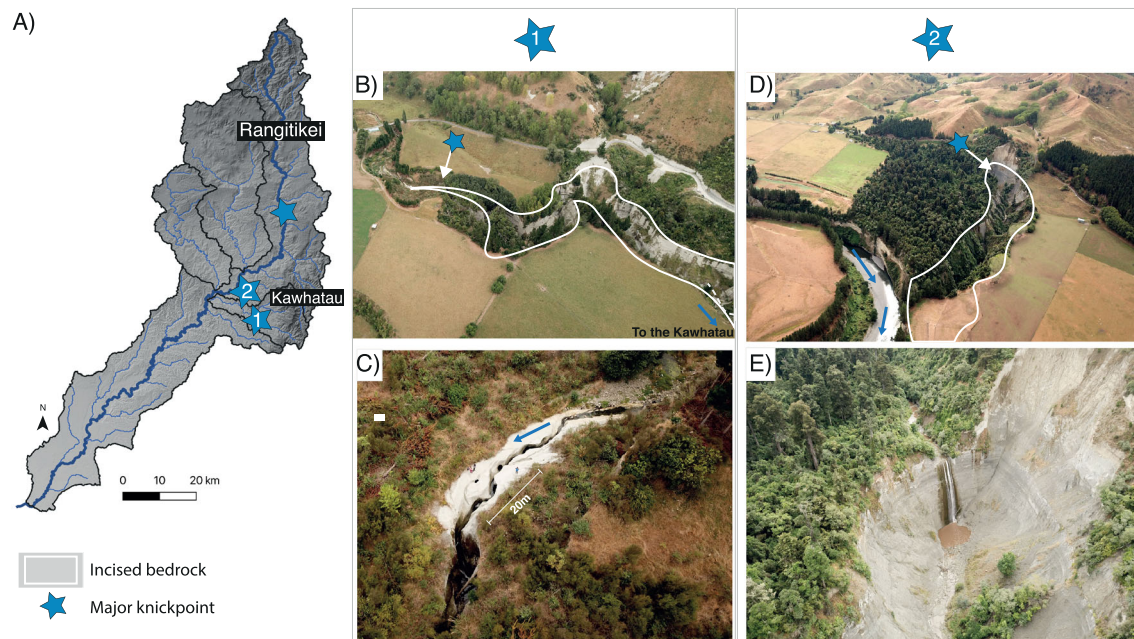 A)
Rangitikei
2
Kawhatau
1
N
0 10 20 km
Incised bedrock
Major knickpoint
1
B)
To the Kawhatau
C)
20m
2
D)
E)